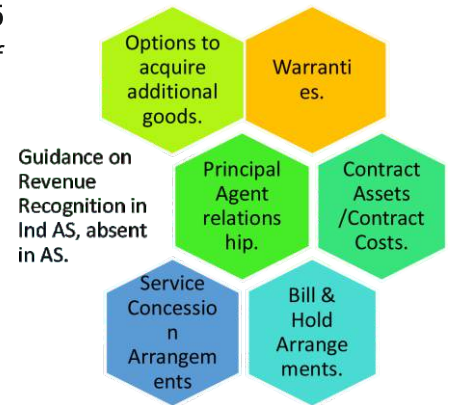 5
f
Options to
acquire
additional
goods.
Warranti
es.
Guidance on
Revenue
Recognition in
Ind AS, absent
in AS.
Principal
Agent
relations
hip.
Contract
Assets
/Contract
Costs.
Service
Concessio
n
Arrangem
ents
Bill &
Hold
Arrange
ments.